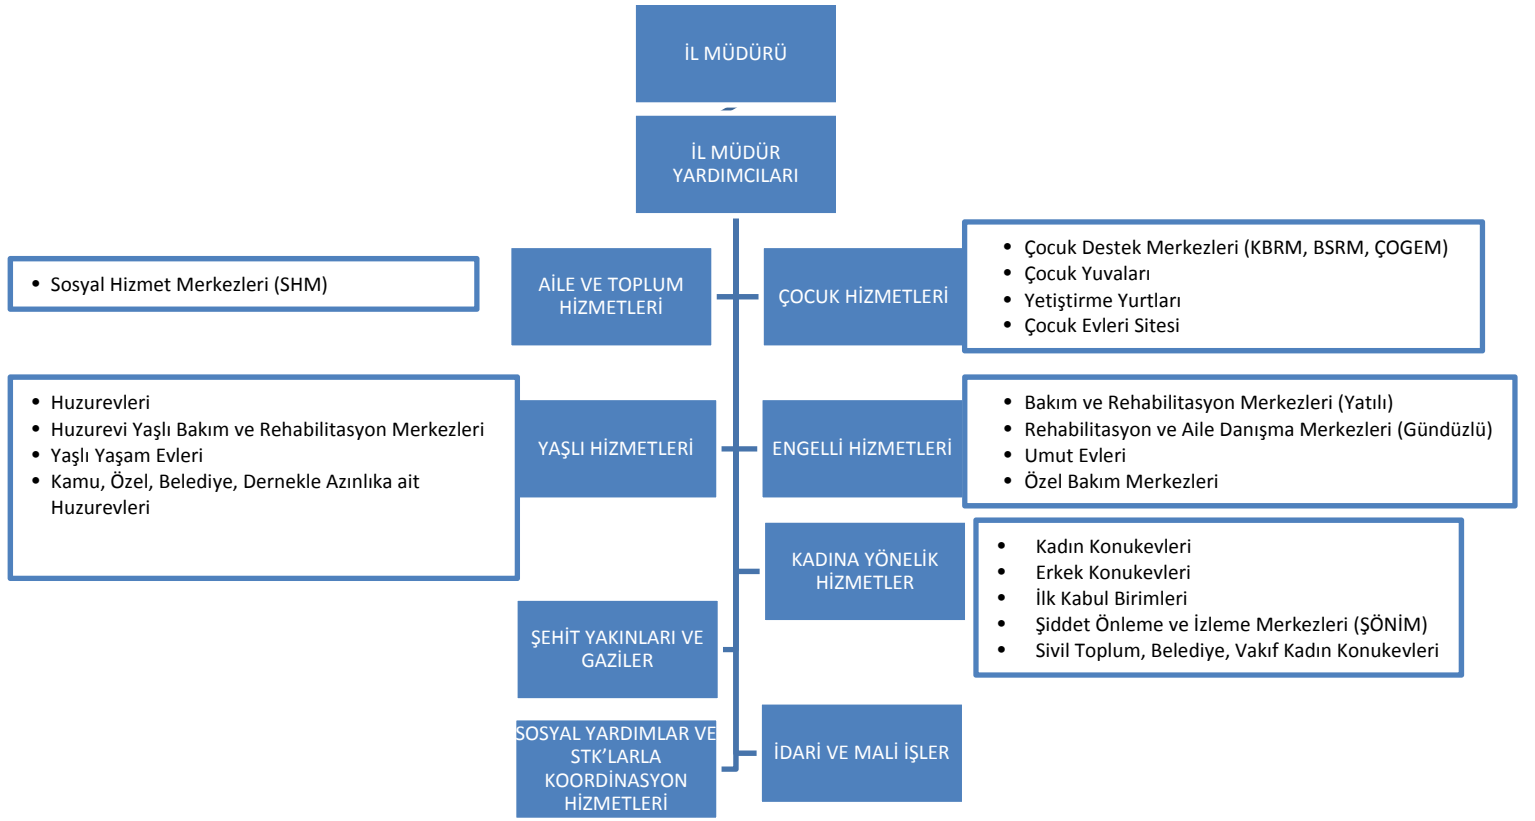 İL MÜDÜRÜ
İL MÜDÜR
YARDIMCILARI
AİLE VE TOPLUM
HİZMETLERİ
• Sosyal Hizmet Merkezleri (SHM)
ÇOCUK HİZMETLERİ
• Çocuk Destek Merkezleri (KBRM, BSRM, ÇOGEM)
• Çocuk Yuvaları
• Yetiştirme Yurtları
• Çocuk Evleri Sitesi
YAŞLI HİZMETLERİ
• Huzurevleri
• Huzurevi Yaşlı Bakım ve Rehabilitasyon Merkezleri
• Yaşlı Yaşam Evleri
• Kamu, Özel, Belediye, Dernekle Azınlıka ait
Huzurevleri
ENGELLİ HİZMETLERİ
• Bakım ve Rehabilitasyon Merkezleri (Yatılı)
• Rehabilitasyon ve Aile Danışma Merkezleri (Gündüzlü)
• Umut Evleri
• Özel Bakım Merkezleri
KADINA YÖNELİK
HİZMETLER
• Kadın Konukevleri
• Erkek Konukevleri
• İlk Kabul Birimleri
• Şiddet Önleme ve İzleme Merkezleri (ŞÖNİM)
• Sivil Toplum, Belediye, Vakıf Kadın Konukevleri
ŞEHİT YAKINLARI VE
GAZİLER
SOSYAL YARDIMLAR VE
STK’LARLA
KOORDİNASYON
HİZMETLERİ
İDARİ VE MALİ İŞLER